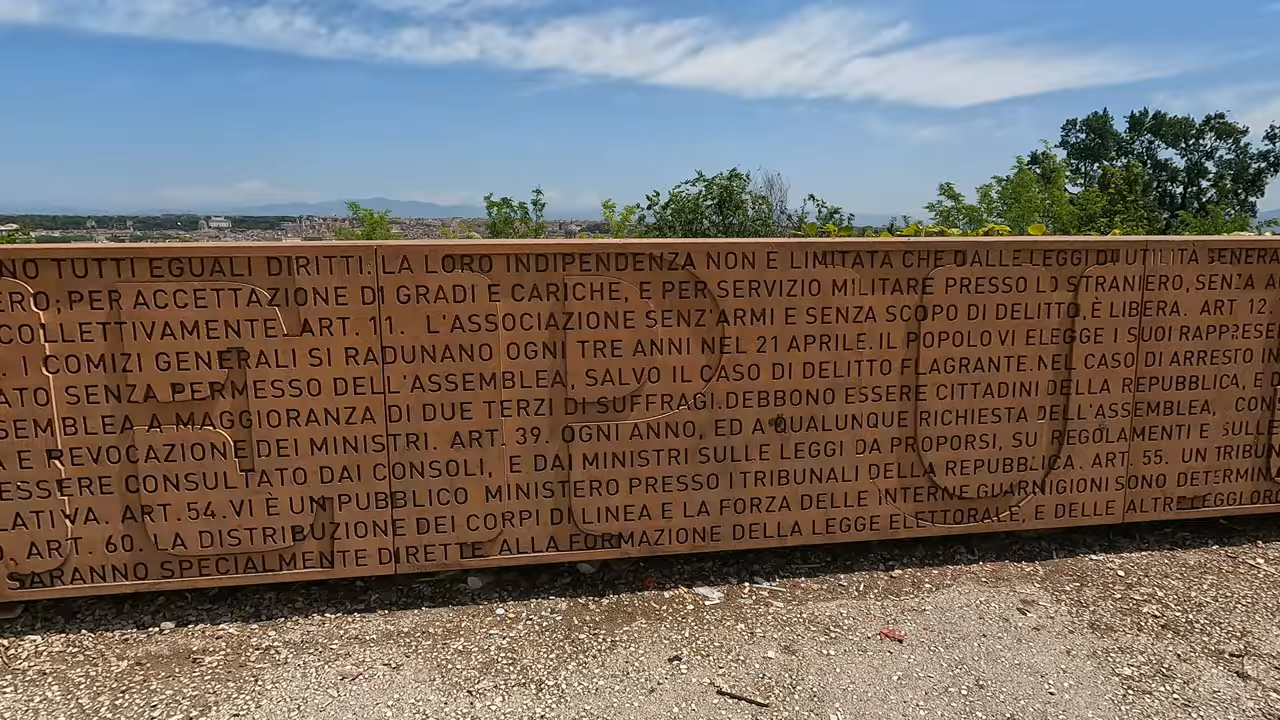 NO TUTTI EGUALI DIRITTI. LA LORO INDIPENDENZA NON E LIMITATA CHE DALLE LEGGI DI UTILITÀ GENERA
ERO; PER ACCETTAZIONE DI GRADI E CARICHE, E PER SERVIZIO MILITARE PRESSO LO STRANIERO, SENZA A
COLLETTIVAMENTE. ART. 11. L'ASSOCIAZIONE SENZ'ARMI E SENZA SCOPO DI DELITTO, È LIBERA. ART 12.
. I COMIZI GENERALI SI RADUNANO OGNI TRE ANNI NEL 21 APRILE. IL POPOLO VI ELEGGE I SUOI RAPPRESE
ATO SENZA PERMESSO DELL'ASSEMBLEA, SALVO IL CASO DI DELITTO FLAGRANTE. NEL CASO DI ARRESTO IN
SEMBLEA A MAGGIORANZA DI DUE TERZI DI SUFFRAGI. DEBBONO ESSERE CITTADINI DELLA REPUBBLICA, E D
A E REVOCAZIONE DEI MINISTRI. ART. 39. OGNI ANNO, ED A QUALUNQUE RICHIESTA DELL'ASSEMBLEA, CON
ESSERE CONSULTATO DAI CONSOLI, E DAI MINISTRI SULLE LEGGI DA PROPORSI, SU REGOLAMENTI E SULLE
LATIVA. ART. 54. VI È UN PUBBLICO MINISTERO PRESSO I TRIBUNALI DELLA REPUBBLICA. ART. 55. UN TRIBUN
. ART. 60. LA DISTRIBUZIONE DEI CORPI DI LINEA E LA FORZA DELLE INTERNE GUARNIGIONI SONO DETERMIN
SARANNO SPECIALMENTE DIRETTE ALLA FORMAZIONE DELLA LEGGE ELETTORALE, E DELLE ALTRE LEGGI OR